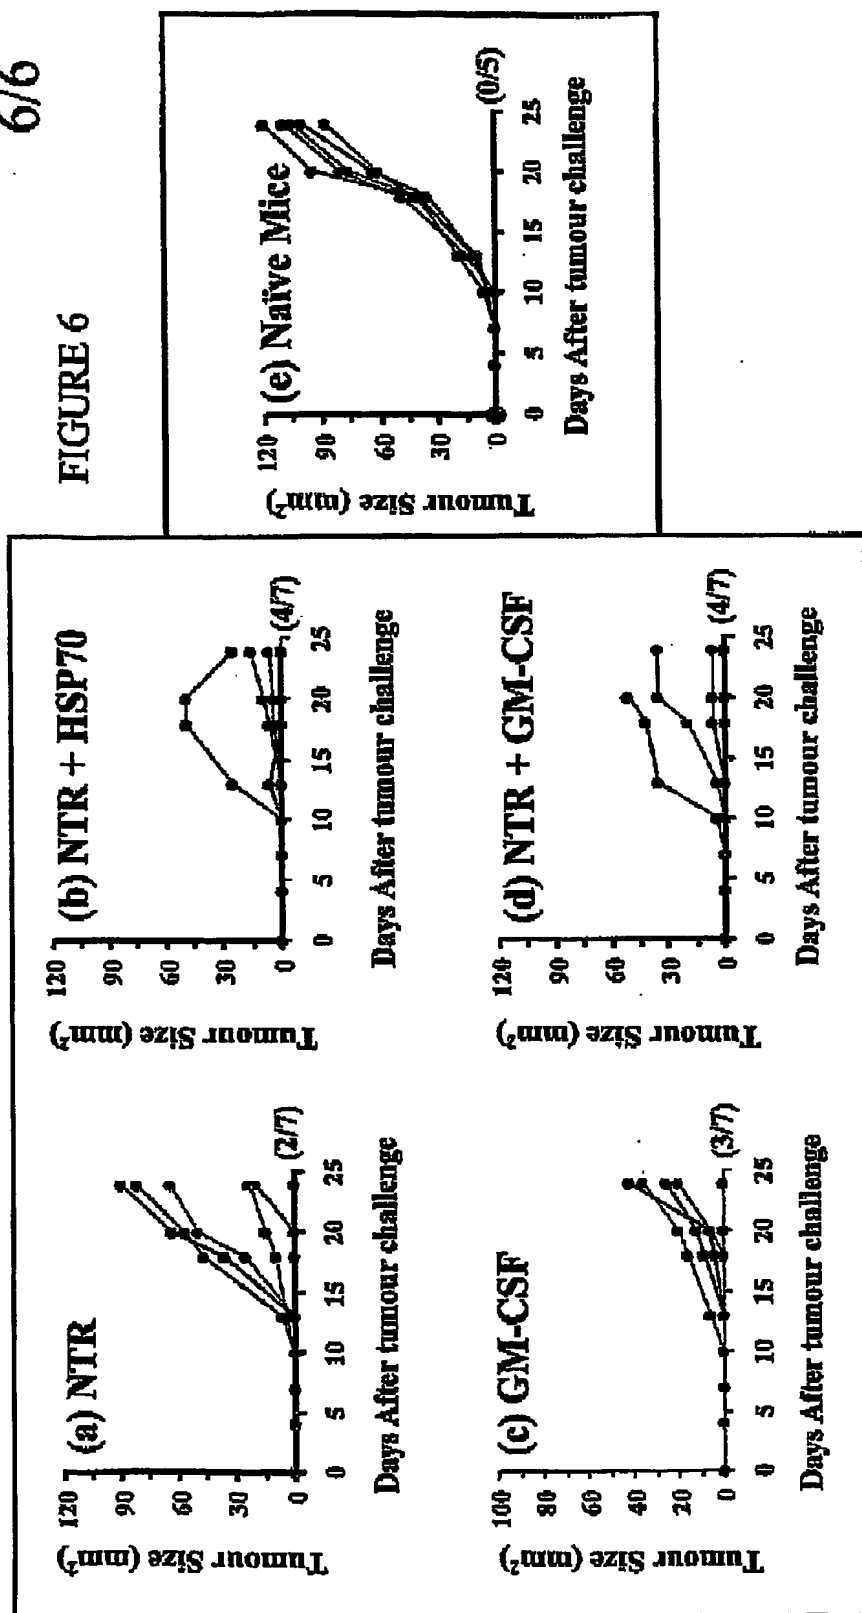 6/6
FIGURE 6
(a) NTR
Tumour Size (mm²)
120
90
60
30
0
0 5 10 15 20 25
(2/7)
Days After tumour challenge
(b) NTR + HSP70
Tumour Size (mm²)
120
90
60
30
0
0 5 10 15 20 25
(4/7)
Days After tumour challenge
(c) GM-CSF
Tumour Size (mm²)
100
80
60
40
20
0
0 5 10 15 20 25
(3/7)
Days After tumour challenge
(d) NTR + GM-CSF
Tumour Size (mm²)
120
90
60
30
0
0 5 10 15 20 25
(4/7)
Days After tumour challenge
(e) Naïve Mice
Tumour Size (mm²)
120
90
60
30
0
0 5 10 15 20 25
(0/5)
Days After tumour challenge